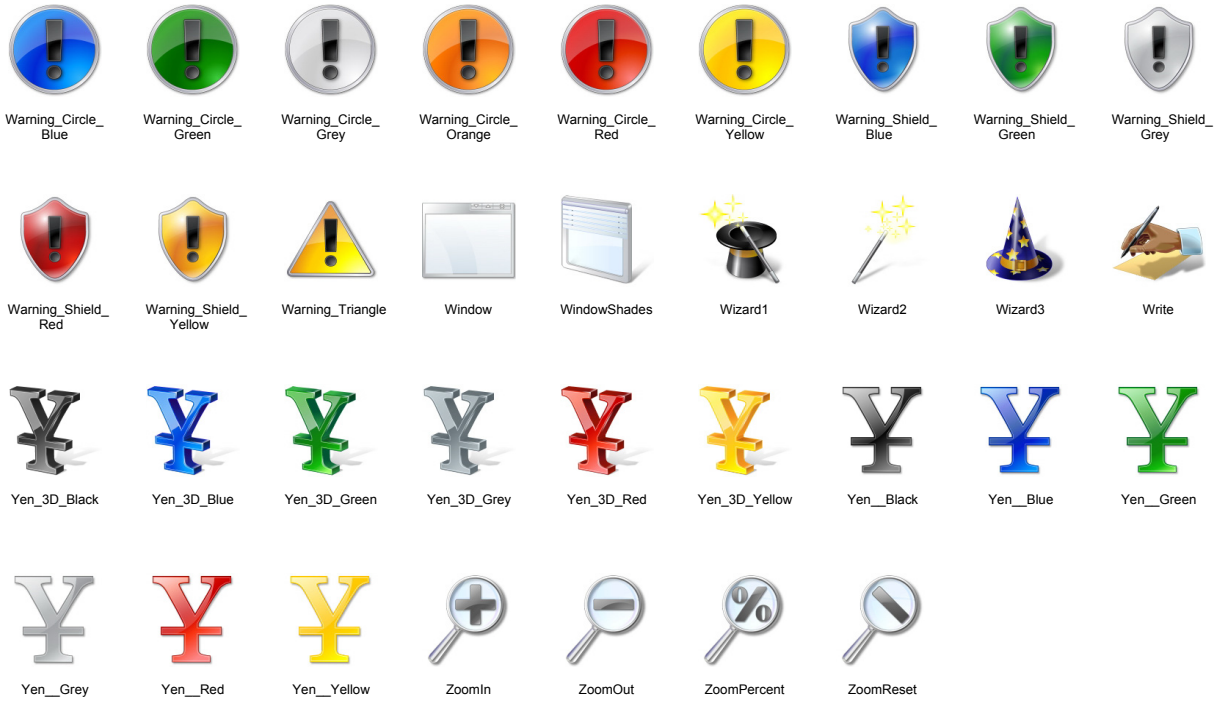 Warning_Circle_
Blue
Warning_Circle_
Green
Warning_Circle_
Grey
Warning_Circle_
Orange
Warning_Circle_
Red
Warning_Circle_
Yellow
Warning_Shield_
Blue
Warning_Shield_
Green
Warning_Shield_
Grey
Warning_Shield_
Red
Warning_Shield_
Yellow
Warning_Triangle
Window
WindowShades
Wizard1
Wizard2
Wizard3
Write
Yen_3D_Black
Yen_3D_Blue
Yen_3D_Green
Yen_3D_Grey
Yen_3D_Red
Yen_3D_Yellow
Yen__Black
Yen__Blue
Yen__Green
Yen__Grey
Yen__Red
Yen__Yellow
ZoomIn
ZoomOut
ZoomPercent
ZoomReset